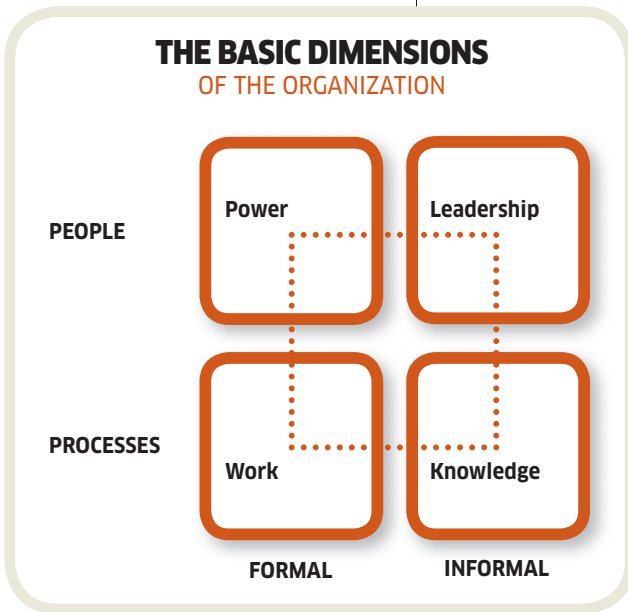 THE BASIC DIMENSIONS
OF THE ORGANIZATION
Power
Leadership
PEOPLE
PROCESSES
Work
Knowledge
FORMAL
INFORMAL